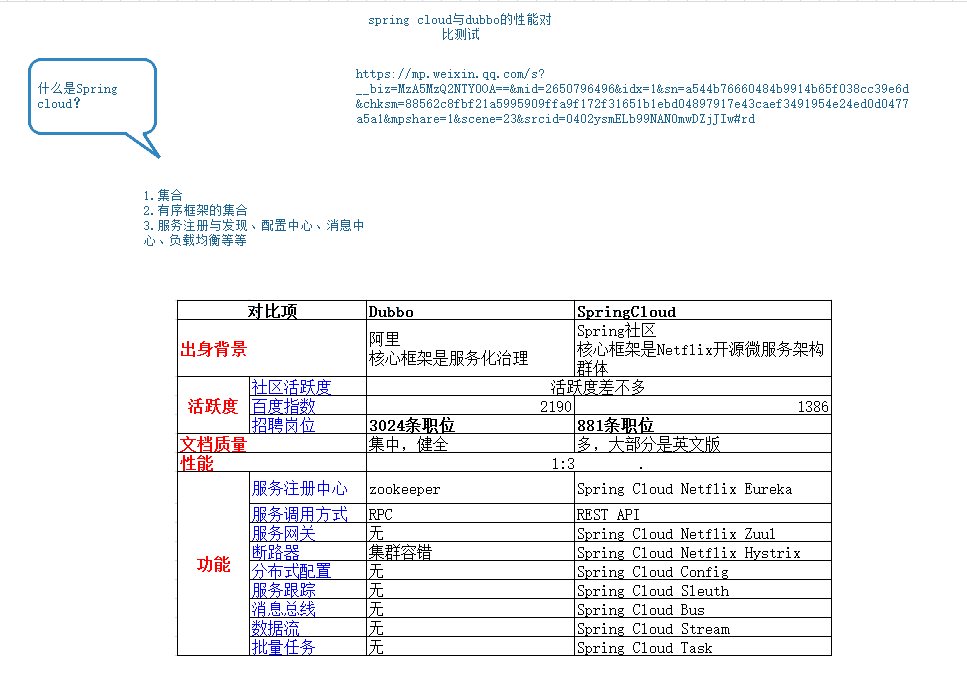 spring cloud与dubbo的性能对
比测试
什么是Spring
cloud?
https://mp.weixin.qq.com/s?
__biz=MzA5MzQ2NTY0OA==&mid=2650796496&idx=1&sn=a544b76660484b9914b65f038cc39e6d
&chksm=88562c8fbf21a5995909ffa9f172f31651b1ebd04897917e43caef3491954e24ed0d0477
a5a1&mpshare=1&scene=23&srcid=0402ysmELb99NAN0mwDZjJIw#rd
1.集合
2.有序框架的集合
3.服务注册与发现、配置中心、消息中
心、负载均衡等等
对比项 Dubbo SpringCloud
出身背景 阿里 Spring社区
核心框架是服务化治理 核心框架是Netflix开源微服务架构
群体
活跃度 社区活跃度 活跃度差不多
百度指数 2190 1386
招聘岗位 3024条职位 881条职位
文档质量 集中，健全 多，大部分是英文版
性能 1:3 .
功能 服务注册中心 zookeeper Spring Cloud Netflix Eureka
服务调用方式 RPC REST API
服务网关 无 Spring Cloud Netflix Zuul
断路器 集群容错 Spring Cloud Netflix Hystrix
分布式配置 无 Spring Cloud Config
服务跟踪 无 Spring Cloud Sleuth
消息总线 无 Spring Cloud Bus
数据流 无 Spring Cloud Stream
批量任务 无 Spring Cloud Task